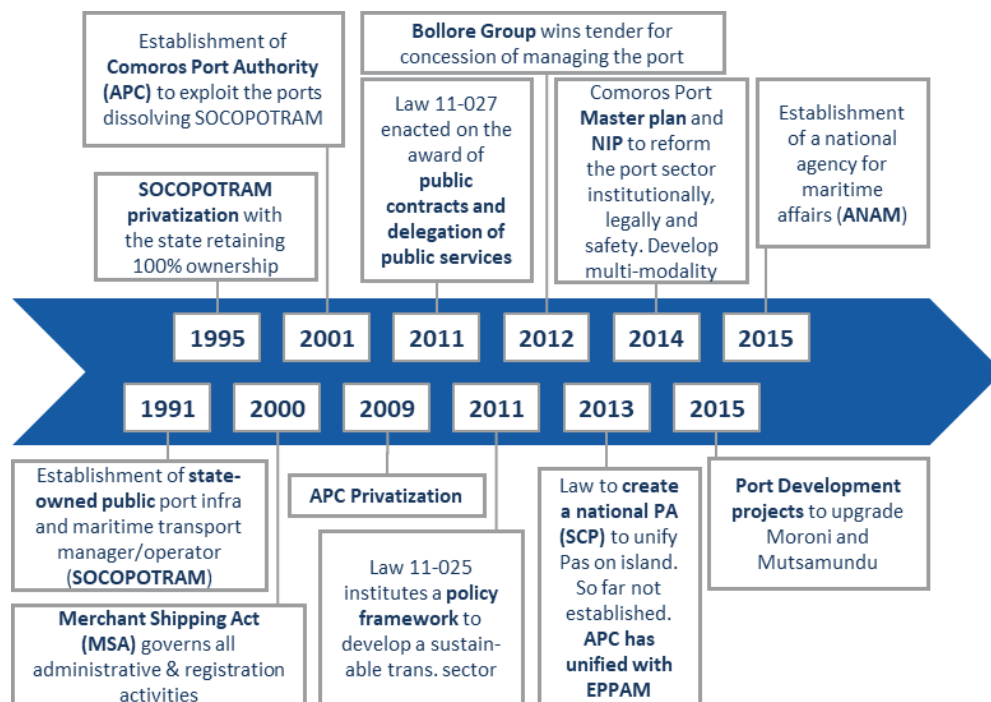 Establishment of
Comoros Port Authority
(APC) to exploit the ports
dissolving SOCOPOTRAM
Bollore Group wins tender for
concession of managing the port
SOCOPOTRAM
privatization with
the state retaining
100% ownership
Law 11-027
enacted on the
award of
public
contracts and
delegation of
public services
Comoros Port
Master plan and
NIP to reform
the port sector
institutionally,
legally and
safety. Develop
multi-modality
Establishment
of a national
agency for
maritime
affairs (ANAM)
1995
2001
2011
2012
2014
2015
1991
2000
2009
2011
2013
2015
Establishment of state-
owned public port infra
and maritime transport
manager/operator
(SOCOPOTRAM)
Merchant Shipping Act
(MSA) governs all
administrative & registration
activities
APC Privatization
Law 11-025
institutes a policy
framework to
develop a sustain-
able trans. sector
Law to create
a national PA
(SCP) to unify
Pas on island.
So far not
established.
APC has
unified with
EPPAM
Port Development
projects to upgrade
Moroni and
Mutsamundu